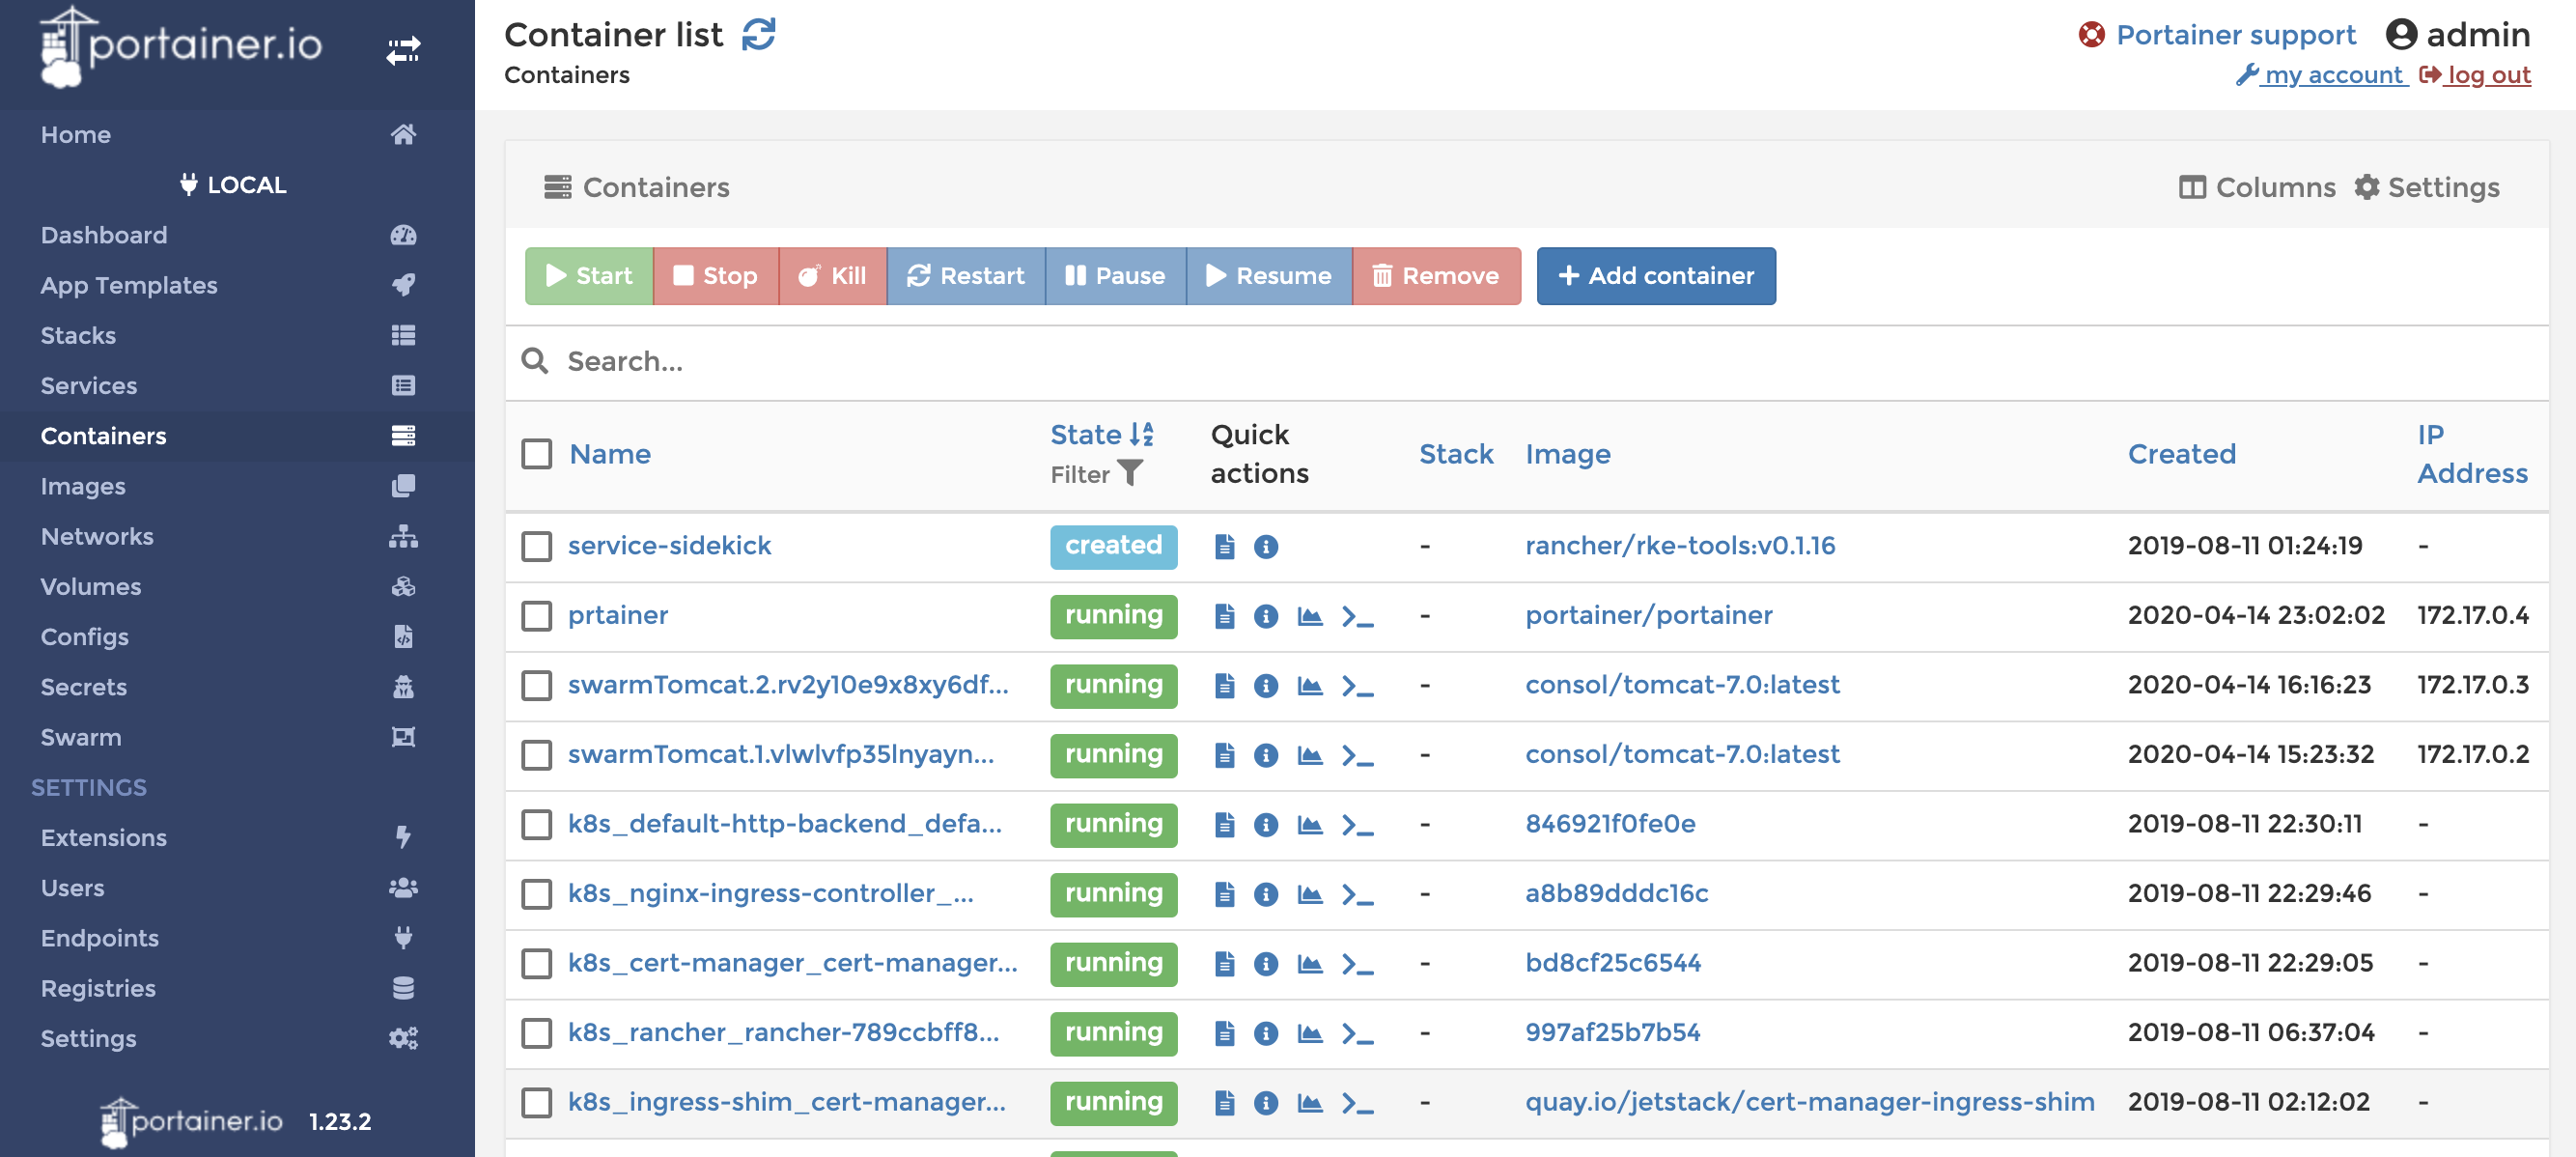 portainer.io
Container list
Containers
Portainer support admin
my account log out
Home
LOCAL
Dashboard
App Templates
Stacks
Services
Containers
Images
Networks
Volumes
Configs
Secrets
Swarm
SETTINGS
Extensions
Users
Endpoints
Registries
Settings
portainer.io 1.23.2
Containers
Columns Settings
Start Stop Kill Restart Pause Resume Remove + Add container
Search...
Name State Filter Quick actions Stack Image Created IP Address
service-sidekick created - rancher/rke-tools:v0.1.16 2019-08-11 01:24:19 -
prtainer running - portainer/portainer 2020-04-14 23:02:02 172.17.0.4
swarmTomcat.2.rv2y10e9x8xy6df... running - consol/tomcat-7.0:latest 2020-04-14 16:16:23 172.17.0.3
swarmTomcat.1.vlwlvfp35lnyayn... running - consol/tomcat-7.0:latest 2020-04-14 15:23:32 172.17.0.2
k8s_default-http-backend_defa... running - 846921f0fe0e 2019-08-11 22:30:11 -
k8s_nginx-ingress-controller_... running - a8b89dddc16c 2019-08-11 22:29:46 -
k8s_cert-manager_cert-manager... running - bd8cf25c6544 2019-08-11 22:29:05 -
k8s_rancher_rancher-789ccbff8... running - 997af25b7b54 2019-08-11 06:37:04 -
k8s_ingress-shim_cert-manager... running - quay.io/jetstack/cert-manager-ingress-shim 2019-08-11 02:12:02 -